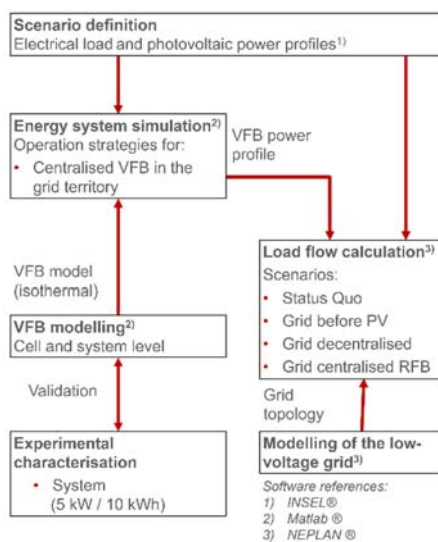 Scenario definition
Electrical load and photovoltaic power profiles1)
Energy system simulation2)
Operation strategies for:
• Centralised VFB in the
grid territory
VFB power
profile
Load flow calculation3)
Scenarios:
• Status Quo
• Grid before PV
• Grid decentralised
• Grid centralised RFB
VFB model
(isothermal)
VFB modelling2)
Cell and system level
Validation
Grid
topology
Experimental
characterisation
• System
(5 kW / 10 kWh)
Modelling of the low-
voltage grid3)
Software references:
1) INSEL®
2) Matlab ®
3) NEPLAN ®